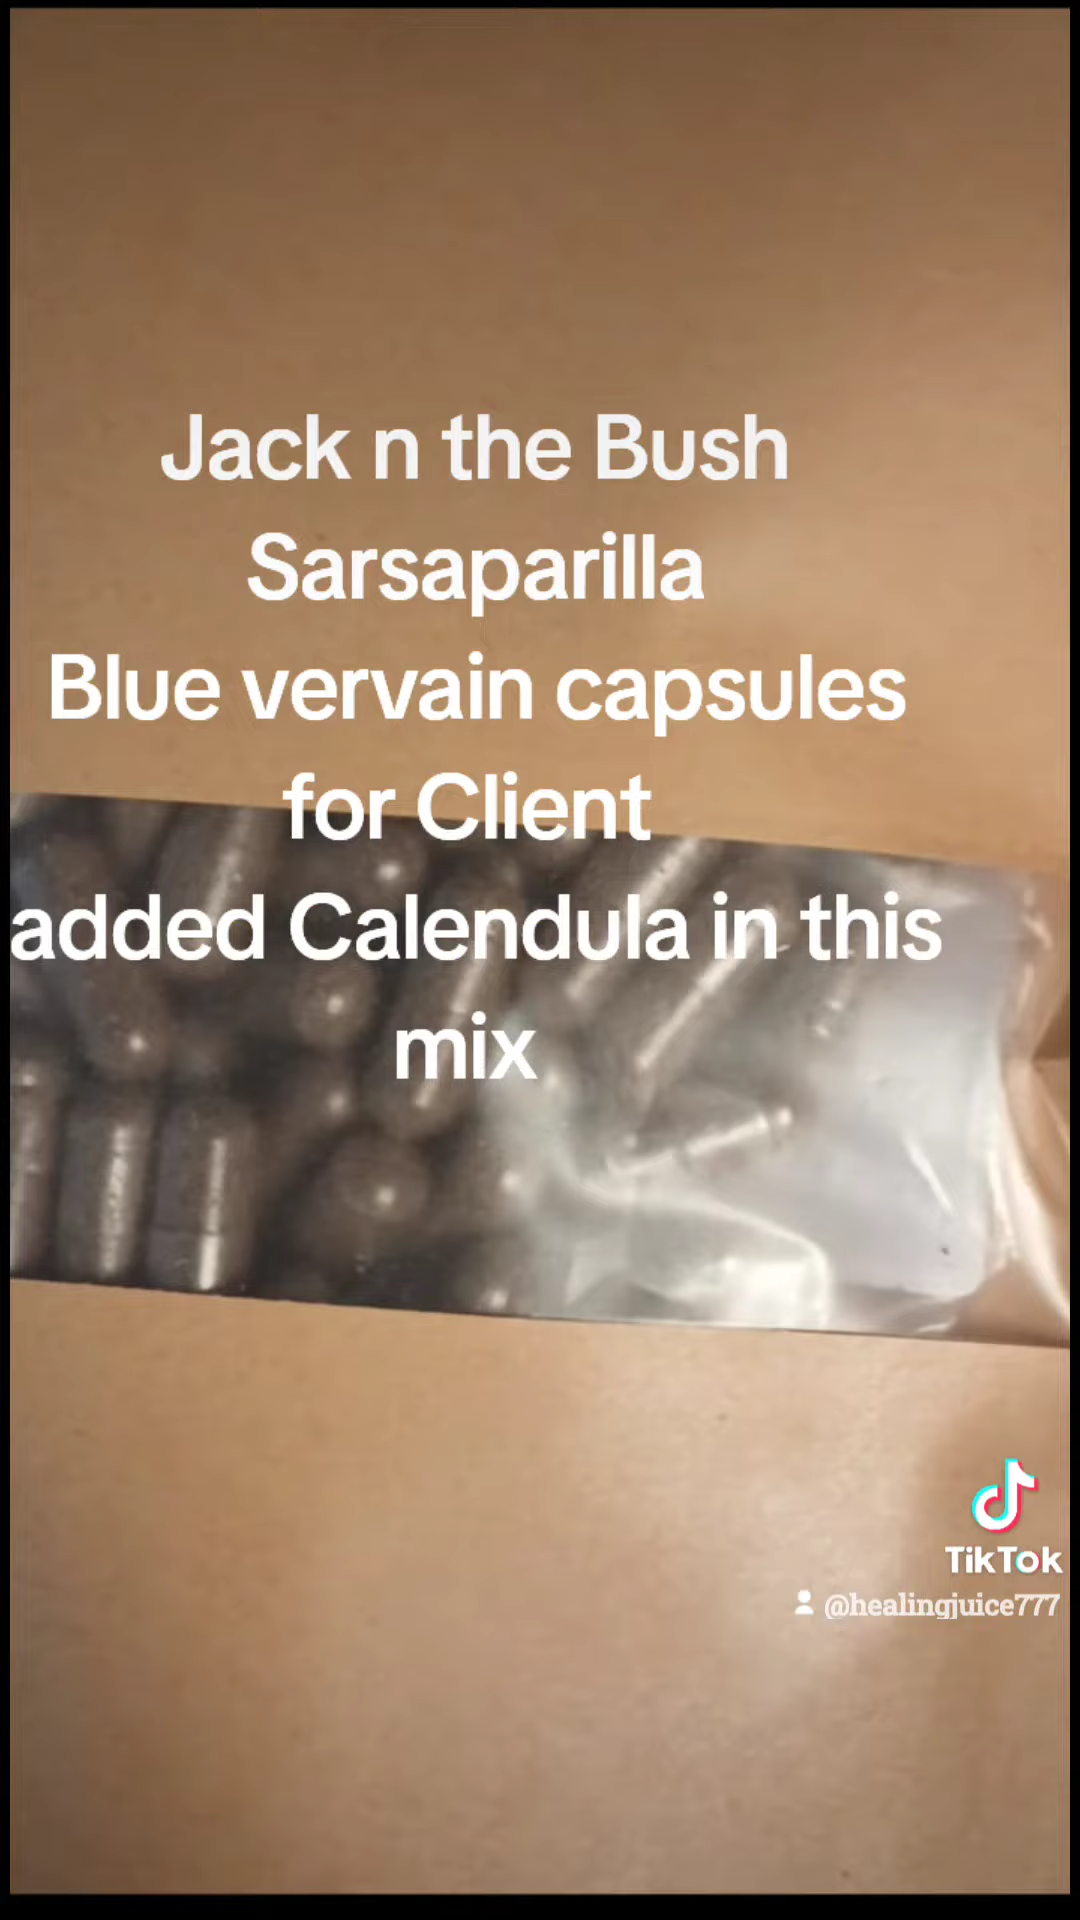 Jack n the Bush
Sarsaparilla
Blue vervain capsules
for Client
added Calendula in this
mix
TikTok
@healingjuice777